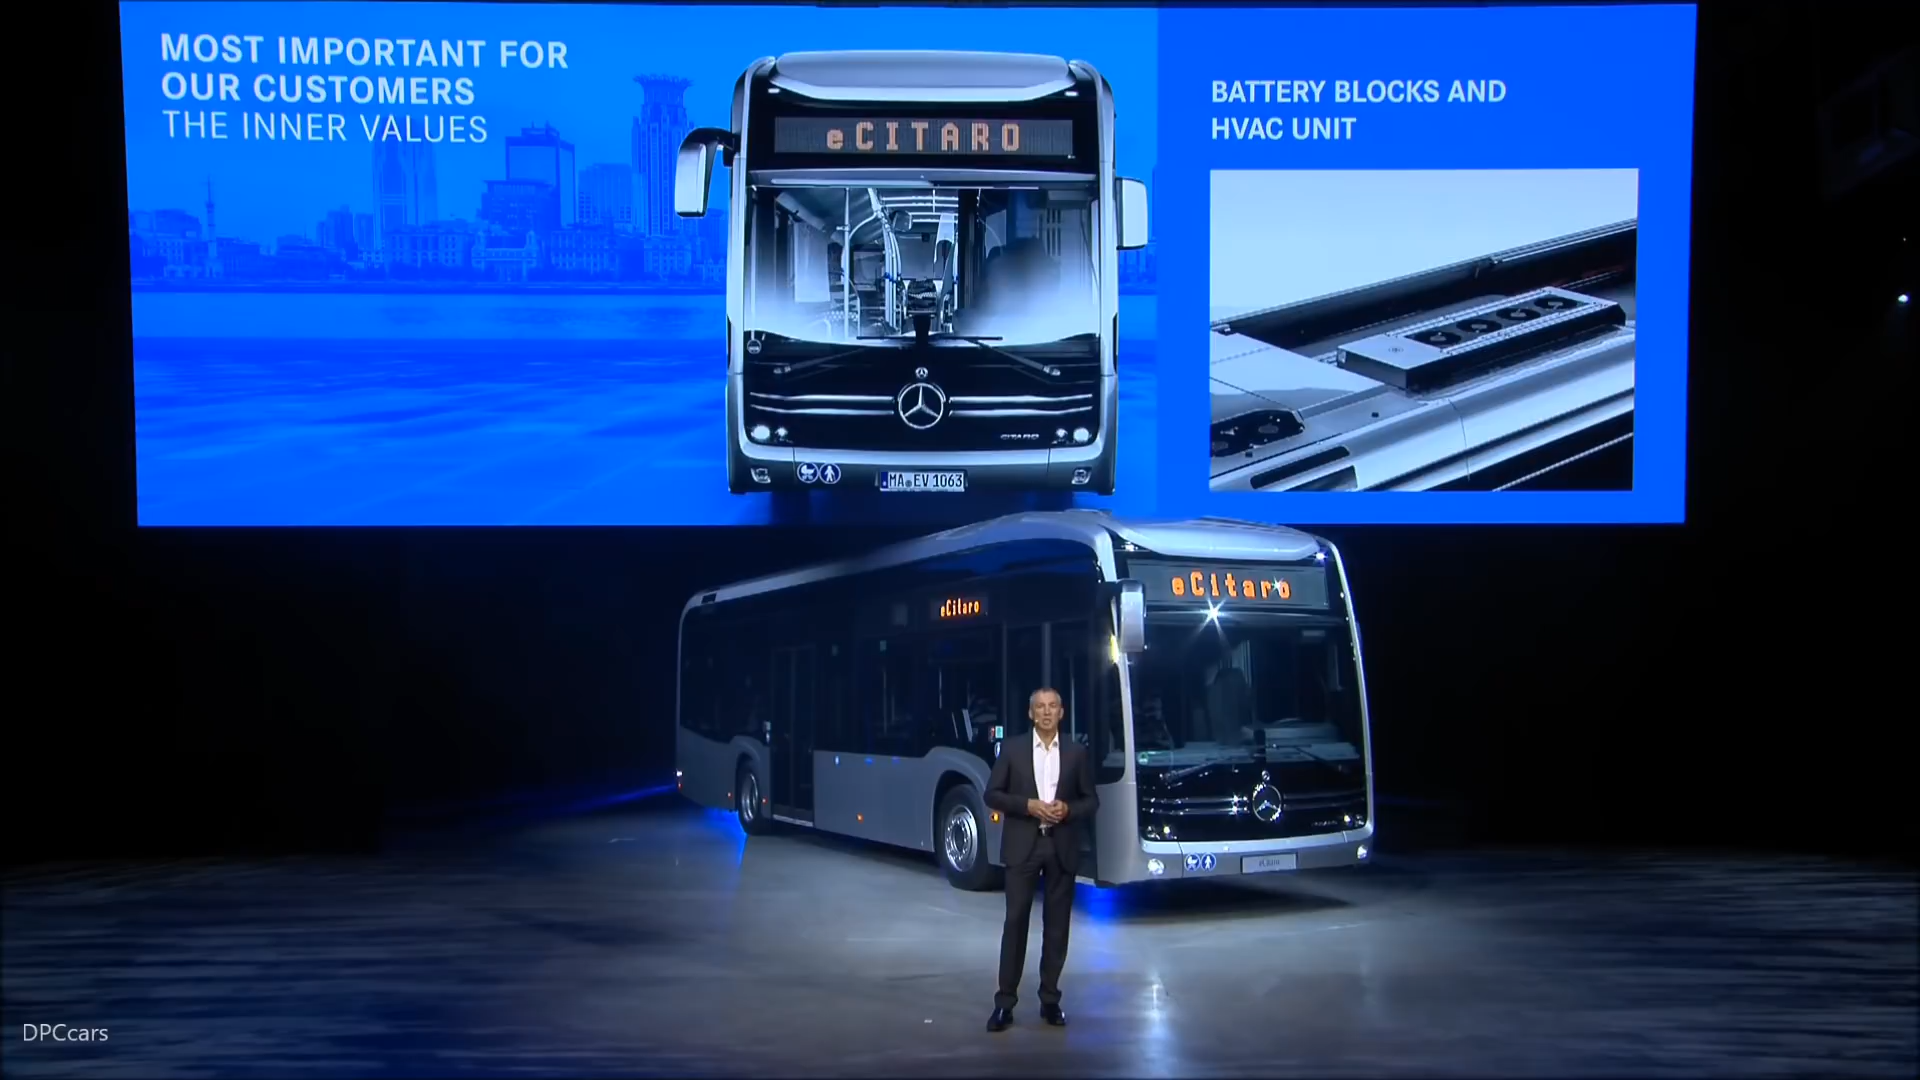 MOST IMPORTANT FOR
OUR CUSTOMERS
THE INNER VALUES
BATTERY BLOCKS AND
HVAC UNIT
eCITARO
CITARO
MA EV 1063
eCitaro
eCitaro
DPCcars